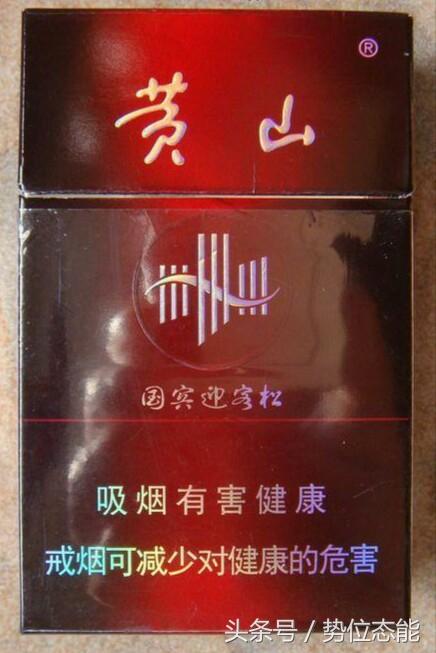 黄山®
国宾迎客松
吸烟有害健康
戒烟可减少对健康的危害
头条号 / 势位态能